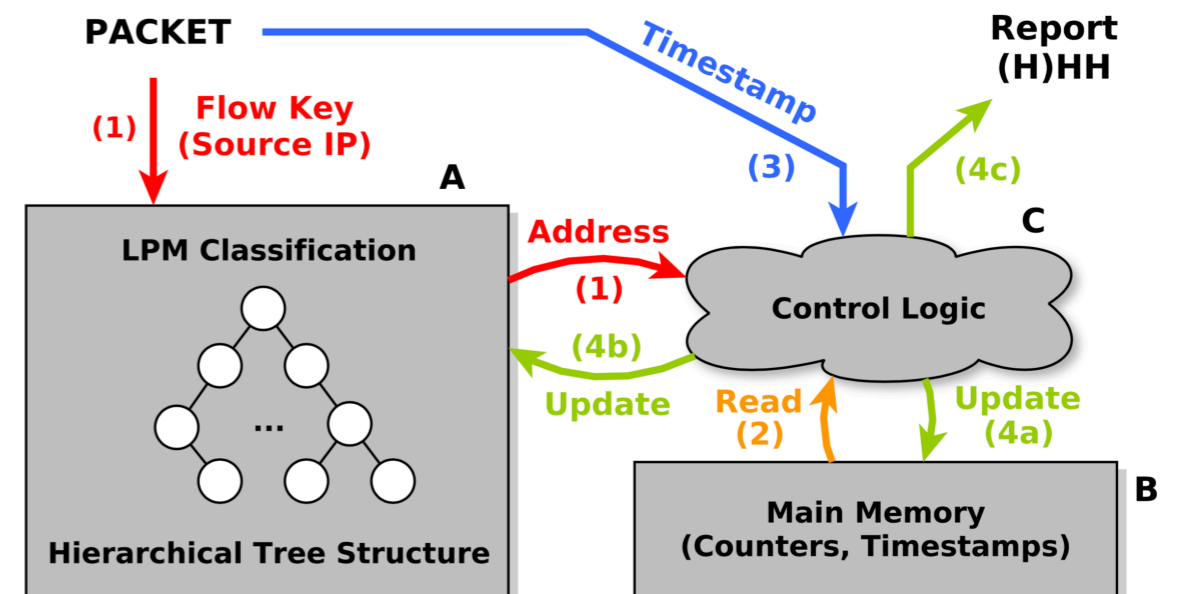 PACKET
Timestamp
Report
(H)HH
(1)
Flow Key
(Source IP)
(3)
(4c)
A
C
LPM Classification
Address
(1)
Control Logic
(4b)
Update
Read
(2)
Update
(4a)
...
B
Main Memory
(Counters, Timestamps)
Hierarchical Tree Structure